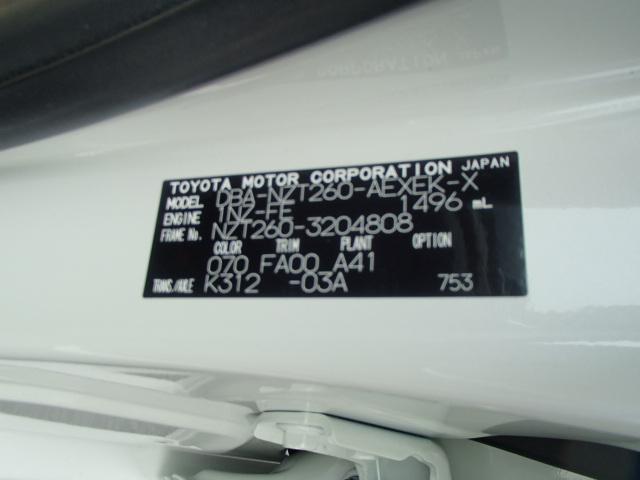 TOYOTA MOTOR CORPORATION JAPAN
MODEL DBA-NZT260-AEXEK-X
ENGINE 1NZ-FE 1496 mL
FRAME No. NZT260-3204808
COLOR TRIM PLANT OPTION
070 FA00 A41
TRANS./AXLE K312 -03A 753